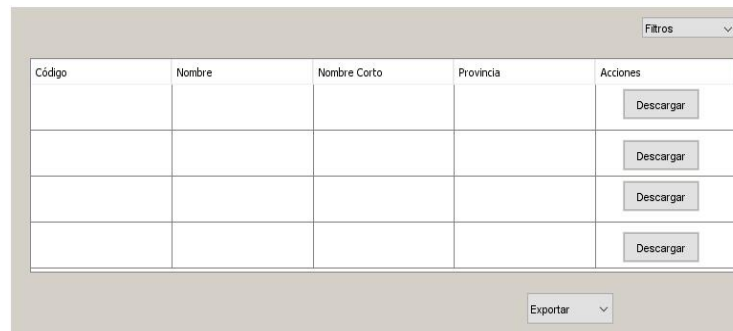 Filtros
Código Nombre Nombre Corto Provincia Acciones
Descargar
Descargar
Descargar
Descargar
Exportar